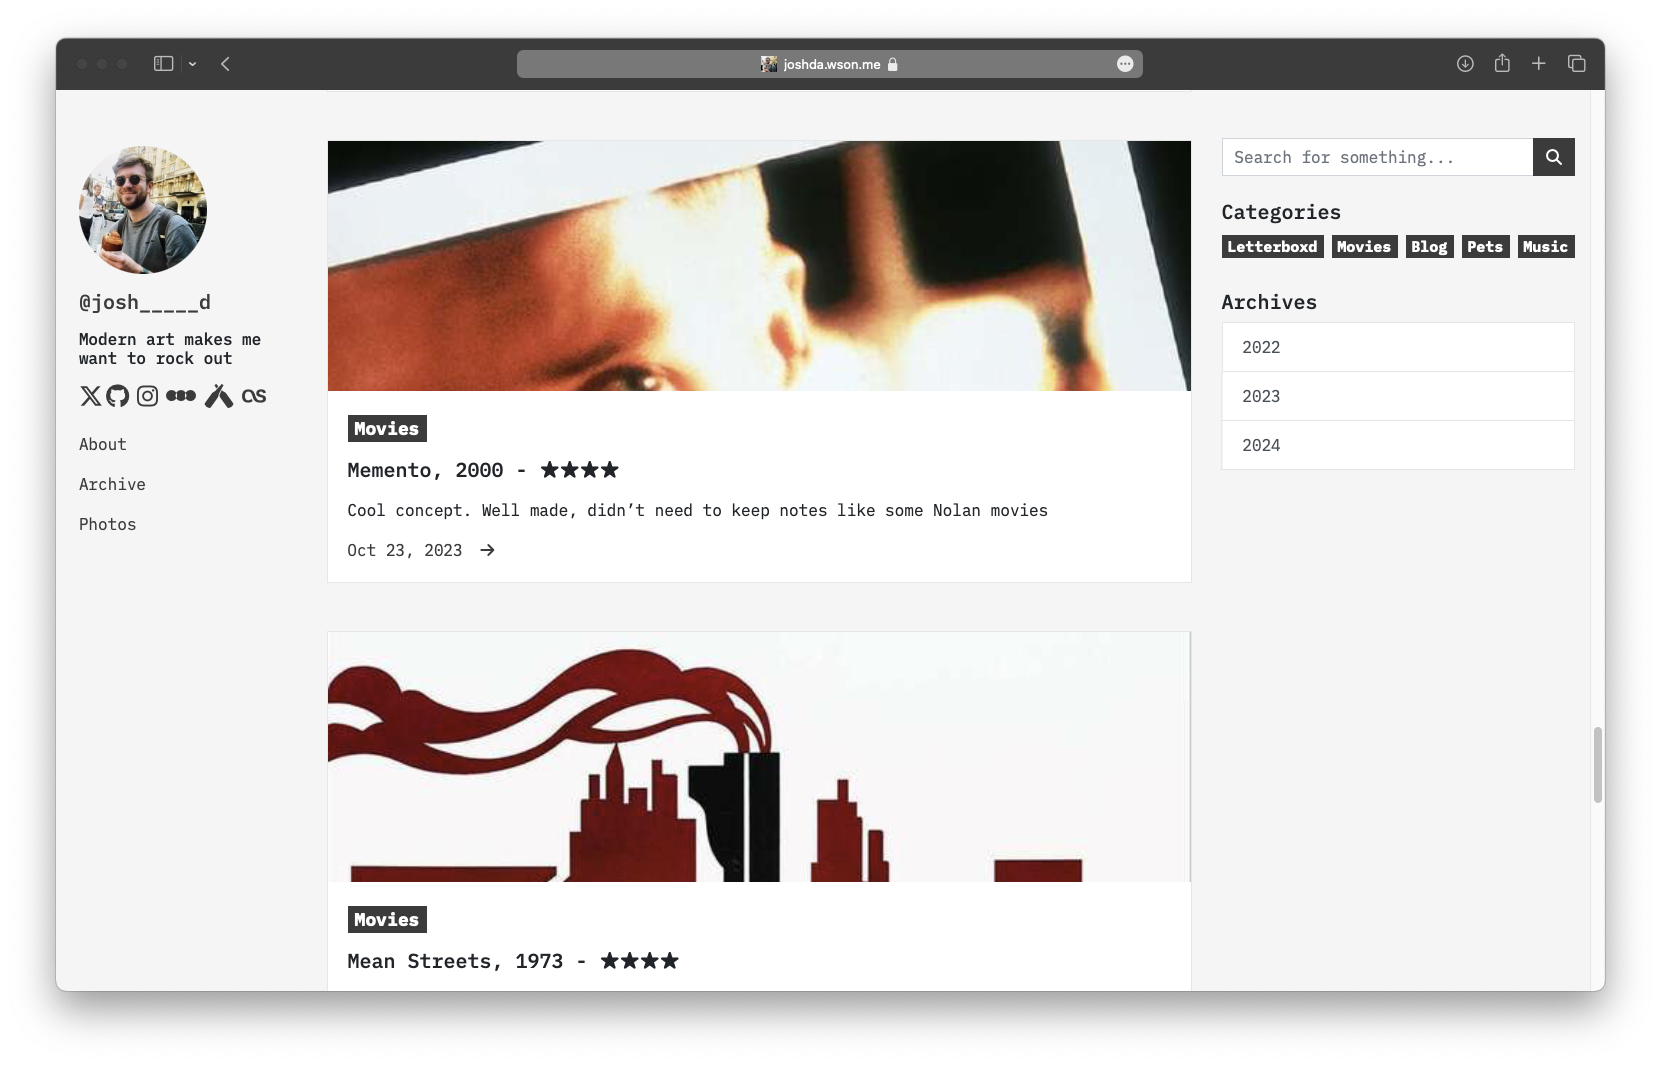 joshda.wson.me
@josh_____d
Modern art makes me
want to rock out
About
Archive
Photos
Movies
Memento, 2000 - ★★★★
Cool concept. Well made, didn’t need to keep notes like some Nolan movies
Oct 23, 2023 →
Movies
Mean Streets, 1973 - ★★★★
Search for something...
Categories
Letterboxd Movies Blog Pets Music
Archives
2022
2023
2024